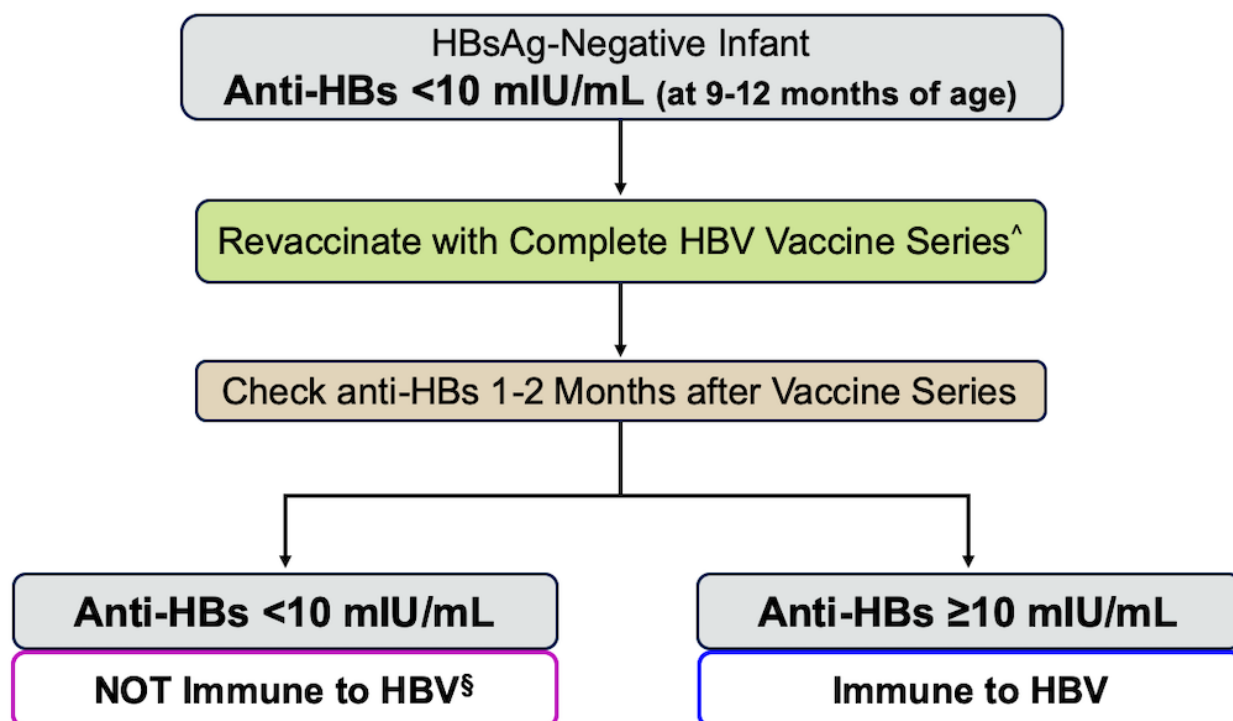 HBsAg-Negative Infant
Anti-HBs <10 mIU/mL (at 9-12 months of age)
Revaccinate with Complete HBV Vaccine Series^
Check anti-HBs 1-2 Months after Vaccine Series
Anti-HBs <10 mIU/mL
NOT Immune to HBV§
Anti-HBs ≥10 mIU/mL
Immune to HBV